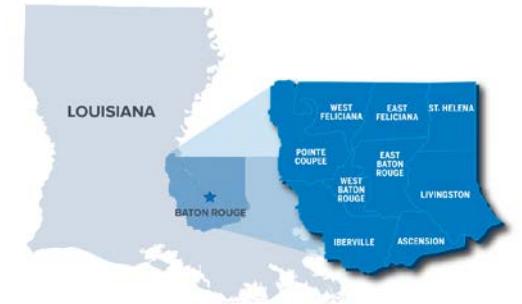 LOUISIANA
BATON ROUGE
WEST
FELICIANA
EAST
FELICIANA
ST. HELENA
POINTE
COUPEE
EAST
BATON
ROUGE
WEST
BATON
ROUGE
LIVINGSTON
IBERVILLE
ASCENSION